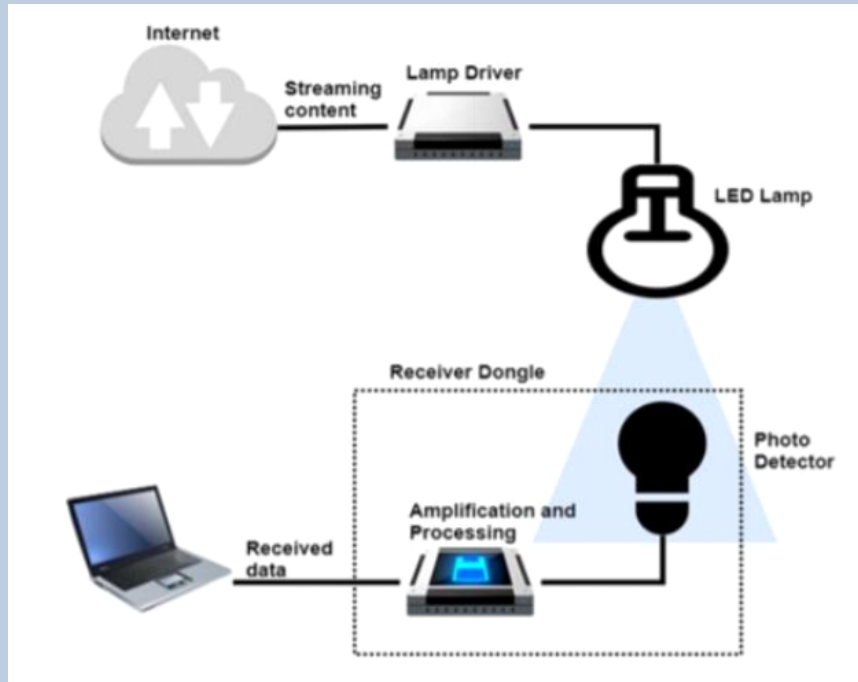 Internet
Streaming
content
Lamp Driver
LED Lamp
Receiver Dongle
Photo
Detector
Amplification and
Processing
Received
data